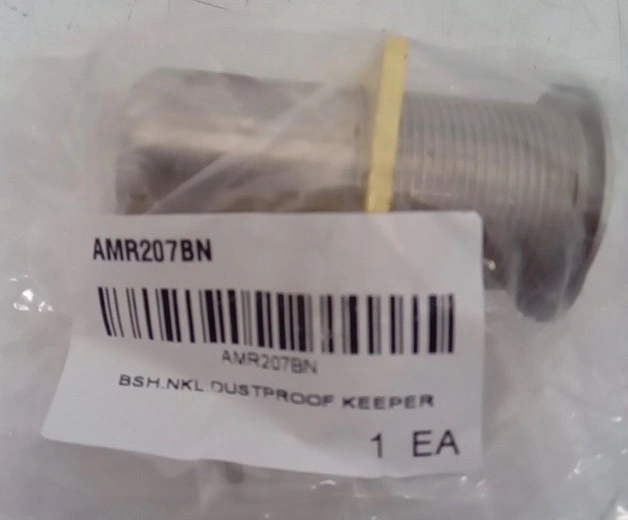 AMR207BN
AMR207BN
BSH.NKL.DUSTPROOF KEEPER
1 EA